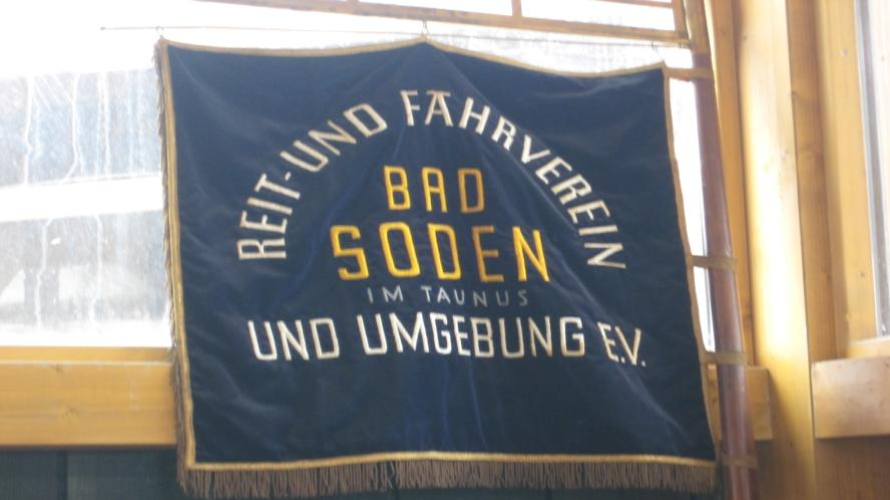 REIT-UND FAHRVEREIN
BAD
SODEN
IM TAUNUS
UND UMGEBUNG E.V.